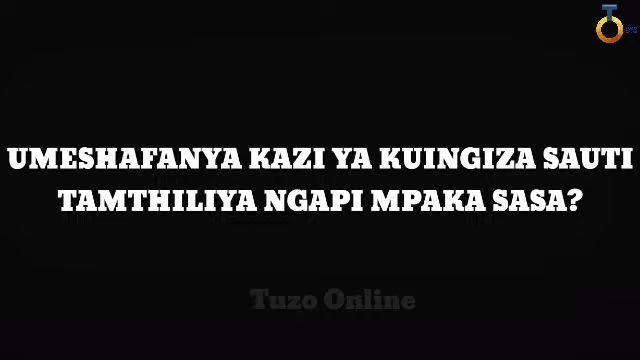 UMESHAFANYA KAZI YA KUINGIZA SAUTI
TAMTHILIYA NGAPI MPAKA SASA?
Tuzo Online